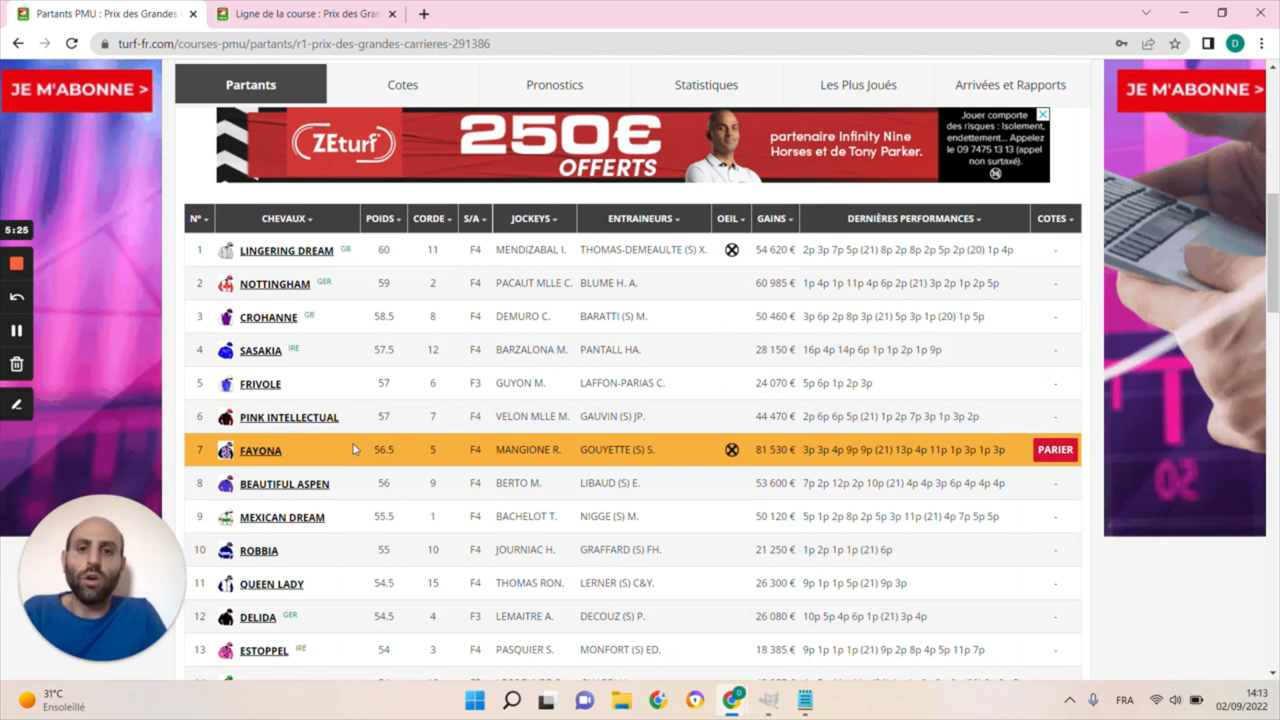 Partants PMU : Prix des Grandes
Ligne de la course : Prix des Gran
turf-fr.com/courses-pmu/partants/r1-prix-des-grandes-carrieres-291386
D
JE M'ABONNE >
Partants Cotes Pronostics Statistiques Les Plus Joués Arrivées et Rapports
JE M'ABONNE >
ZEturf
250€
OFFERTS
partenaire Infinity Nine
Horses et de Tony Parker.
Jouer comporte
des risques : Isolement,
endettement... Appelez
le 09 7475 13 13 (appel
non surtaxé).
N° CHEVAUX POIDS CORDE S/A JOCKEYS ENTRAINEURS OEIL GAINS DERNIÈRES PERFORMANCES COTES
1 LINGERING DREAM GB 60 11 F4 MENDIZABAL I. THOMAS-DEMEAULTE (S) X. 54 620 € 2p 3p 7p 5p (21) 8p 2p 8p 2p 5p 2p (20) 1p 4p -
2 NOTTINGHAM GER 59 2 F4 PACAUT MLLE C. BLUME H. A. 60 985 € 1p 4p 1p 11p 4p 6p 2p (21) 3p 2p 1p 2p 5p -
3 CROHANNE GB 58.5 8 F4 DEMURO C. BARATTI (S) M. 50 460 € 3p 6p 2p 8p 3p (21) 5p 3p 1p (20) 1p 5p -
4 SASAKIA IRE 57.5 12 F4 BARZALONA M. PANTALL HA. 28 150 € 16p 4p 14p 6p 1p 1p 2p 1p 9p -
5 FRIVOLE 57 6 F3 GUYON M. LAFFON-PARIAS C. 24 070 € 5p 6p 1p 2p 3p -
6 PINK INTELLECTUAL 57 7 F4 VELON MLLE M. GAUVIN (S) JP. 44 470 € 2p 6p 6p 5p (21) 1p 2p 7p 3p 1p 3p 2p -
7 FAYONA 56.5 5 F4 MANGIONE R. GOUYETTE (S) S. 81 530 € 3p 3p 4p 9p 9p (21) 13p 4p 11p 1p 3p 1p 3p PARIER
8 BEAUTIFUL ASPEN 56 9 F4 BERTO M. LIBAUD (S) E. 53 600 € 7p 2p 12p 2p 10p (21) 4p 4p 3p 6p 4p 4p 4p -
9 MEXICAN DREAM 55.5 1 F4 BACHELOT T. NIGGE (S) M. 50 120 € 5p 1p 2p 8p 2p 5p 3p 11p (21) 4p 7p 5p 5p -
10 ROBBIA 55 10 F4 JOURNIAC H. GRAFFARD (S) FH. 21 250 € 1p 2p 1p 1p (21) 6p -
11 QUEEN LADY 54.5 15 F4 THOMAS RON. LERNER (S) C&Y. 26 300 € 9p 1p 1p 5p (21) 9p 3p -
12 DELIDA GER 54.5 4 F3 LEMAITRE A. DECOUZ (S) P. 26 080 € 10p 5p 4p 6p 1p (21) 3p 4p -
13 ESTOPPEL IRE 54 3 F4 PASQUIER S. MONFORT (S) ED. 18 385 € 9p 1p 1p 1p (21) 9p 2p 8p 4p 5p 11p 7p -
5:25
31°C
Ensoleillé
D
FRA
14:13
02/09/2022